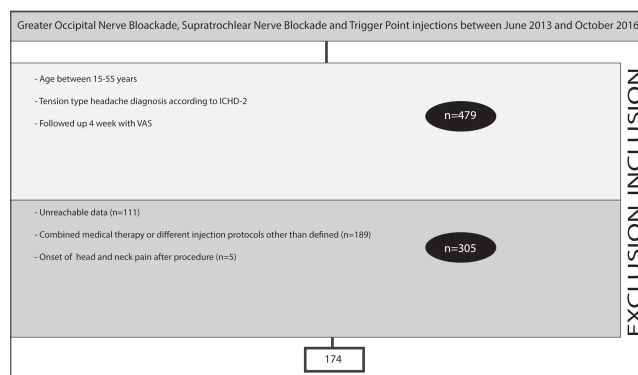 Greater Occipital Nerve Bloackade, Supratrochlear Nerve Blockade and Trigger Point injections between June 2013 and October 2016
- Age between 15-55 years
- Tension type headache diagnosis according to ICHD-2
- Followed up 4 week with VAS
n=479
INCLUSION
- Unreachable data (n=111)
- Combined medical therapy or different injection protocols other than defined (n=189)
- Onset of head and neck pain after procedure (n=5)
n=305
EXCLUSION
174